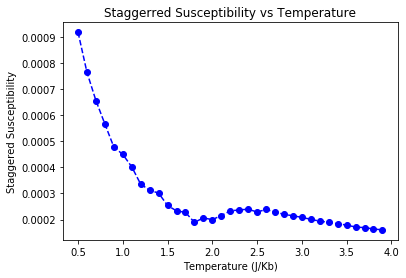 Staggerred Susceptibility vs Temperature
Staggered Susceptibility
0.0009
0.0008
0.0007
0.0006
0.0005
0.0004
0.0003
0.0002
0.5 1.0 1.5 2.0 2.5 3.0 3.5 4.0
Temperature (J/Kb)